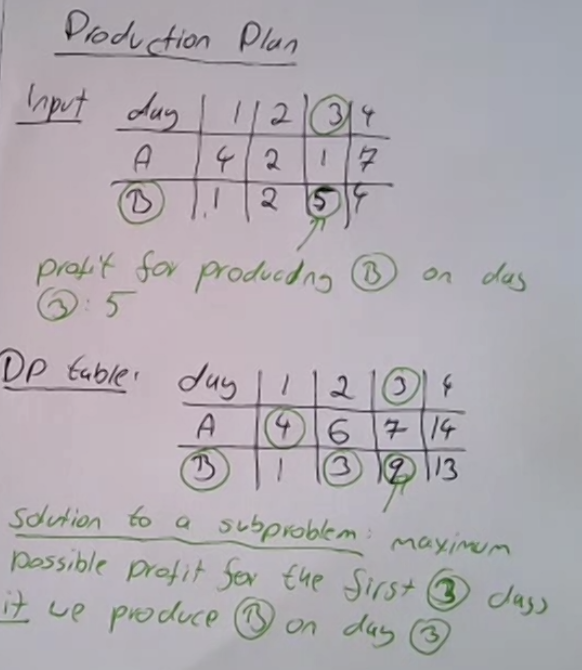 Production Plan
Input day 1 2 3 4
A 4 2 1 7
B 1 2 5 4
profit for producing B on day
3: 5
DP table: day 1 2 3 4
A 4 6 7 14
B 1 3 9 13
Solution to a subproblem: maximum
possible profit for the first 3 days
if we produce B on day 3